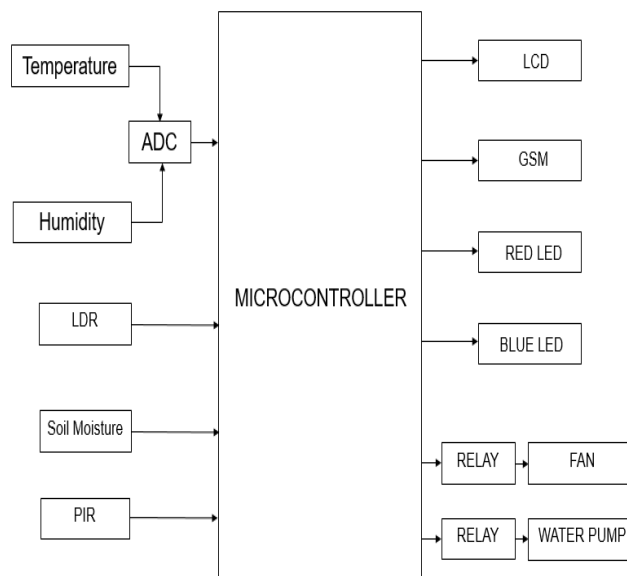 Temperature
ADC
Humidity
LDR
Soil Moisture
PIR
MICROCONTROLLER
LCD
GSM
RED LED
BLUE LED
RELAY
FAN
RELAY
WATER PUMP